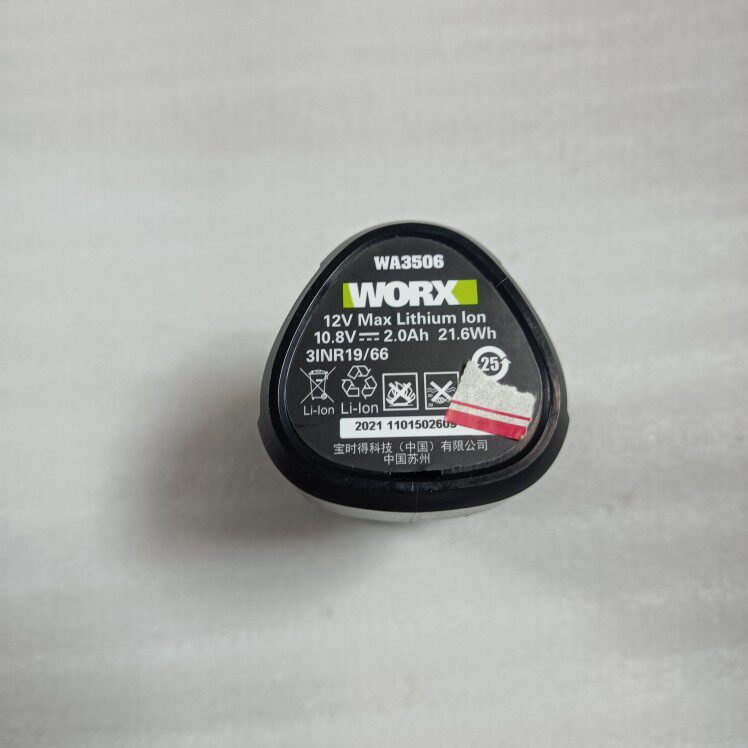 WA3506
WORX
12V Max Lithium Ion
10.8V⎓2.0Ah 21.6Wh
3INR19/66
25
Li-Ion Li-Ion
2021
宝时得科技（中国）有限公司
中国苏州